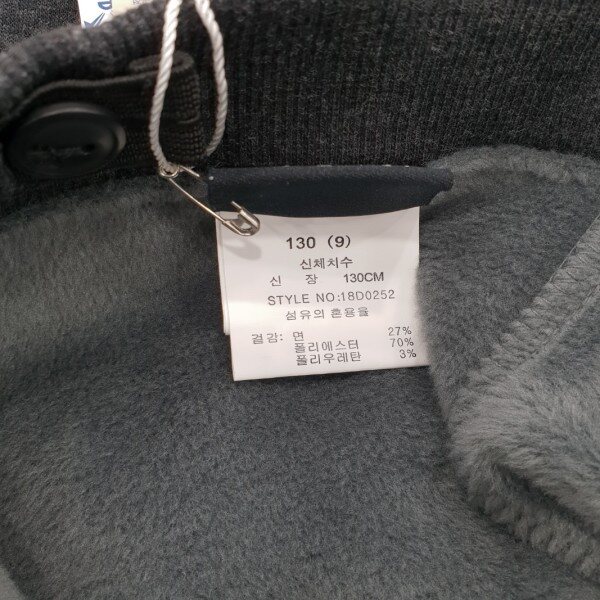 130 (9)
신체치수
신 장 130CM
STYLE NO:18D0252
섬유의 혼용율
겉감: 면 27%
폴리에스터 70%
폴리우레탄 3%